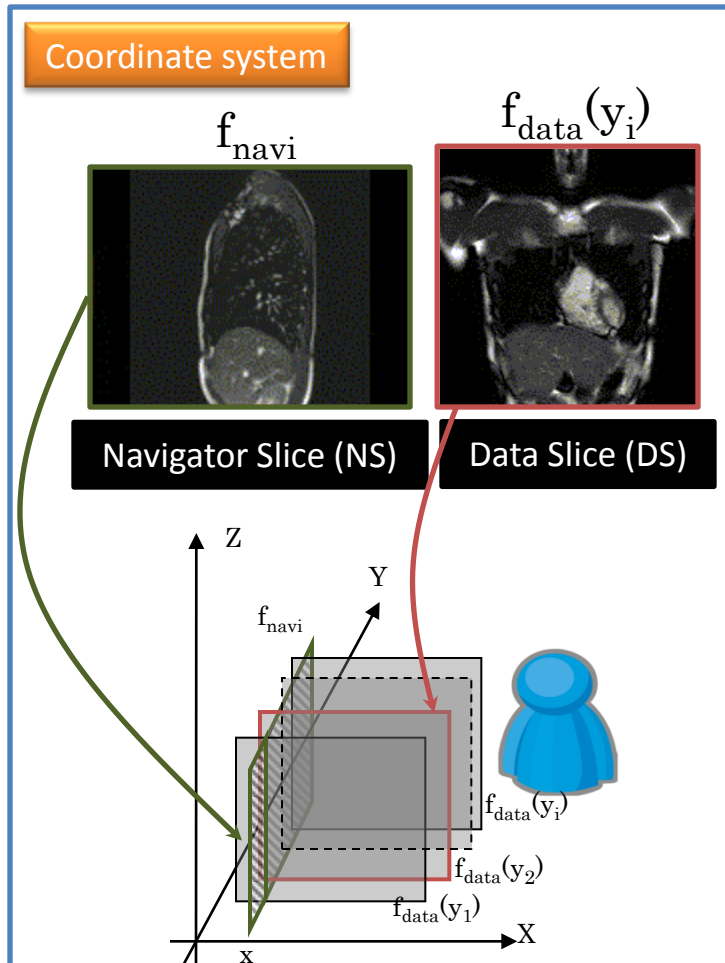 Coordinate system
f_navi
f_data(y_i)
Navigator Slice (NS)
Data Slice (DS)
Z
Y
f_navi
f_data(y_i)
f_data(y_2)
f_data(y_1)
X
x